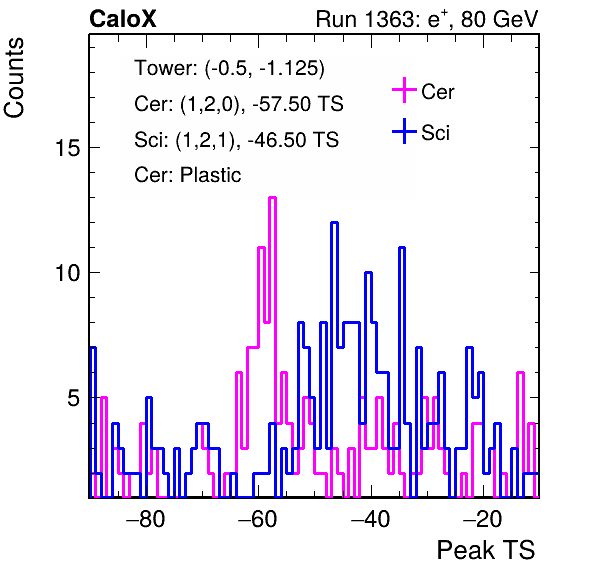 CaloX Run 1363: e⁺, 80 GeV
Counts
Tower: (-0.5, -1.125)
Cer: (1,2,0), -57.50 TS
Sci: (1,2,1), -46.50 TS
Cer: Plastic
Cer
Sci
15
10
5
−80 −60 −40 −20
Peak TS